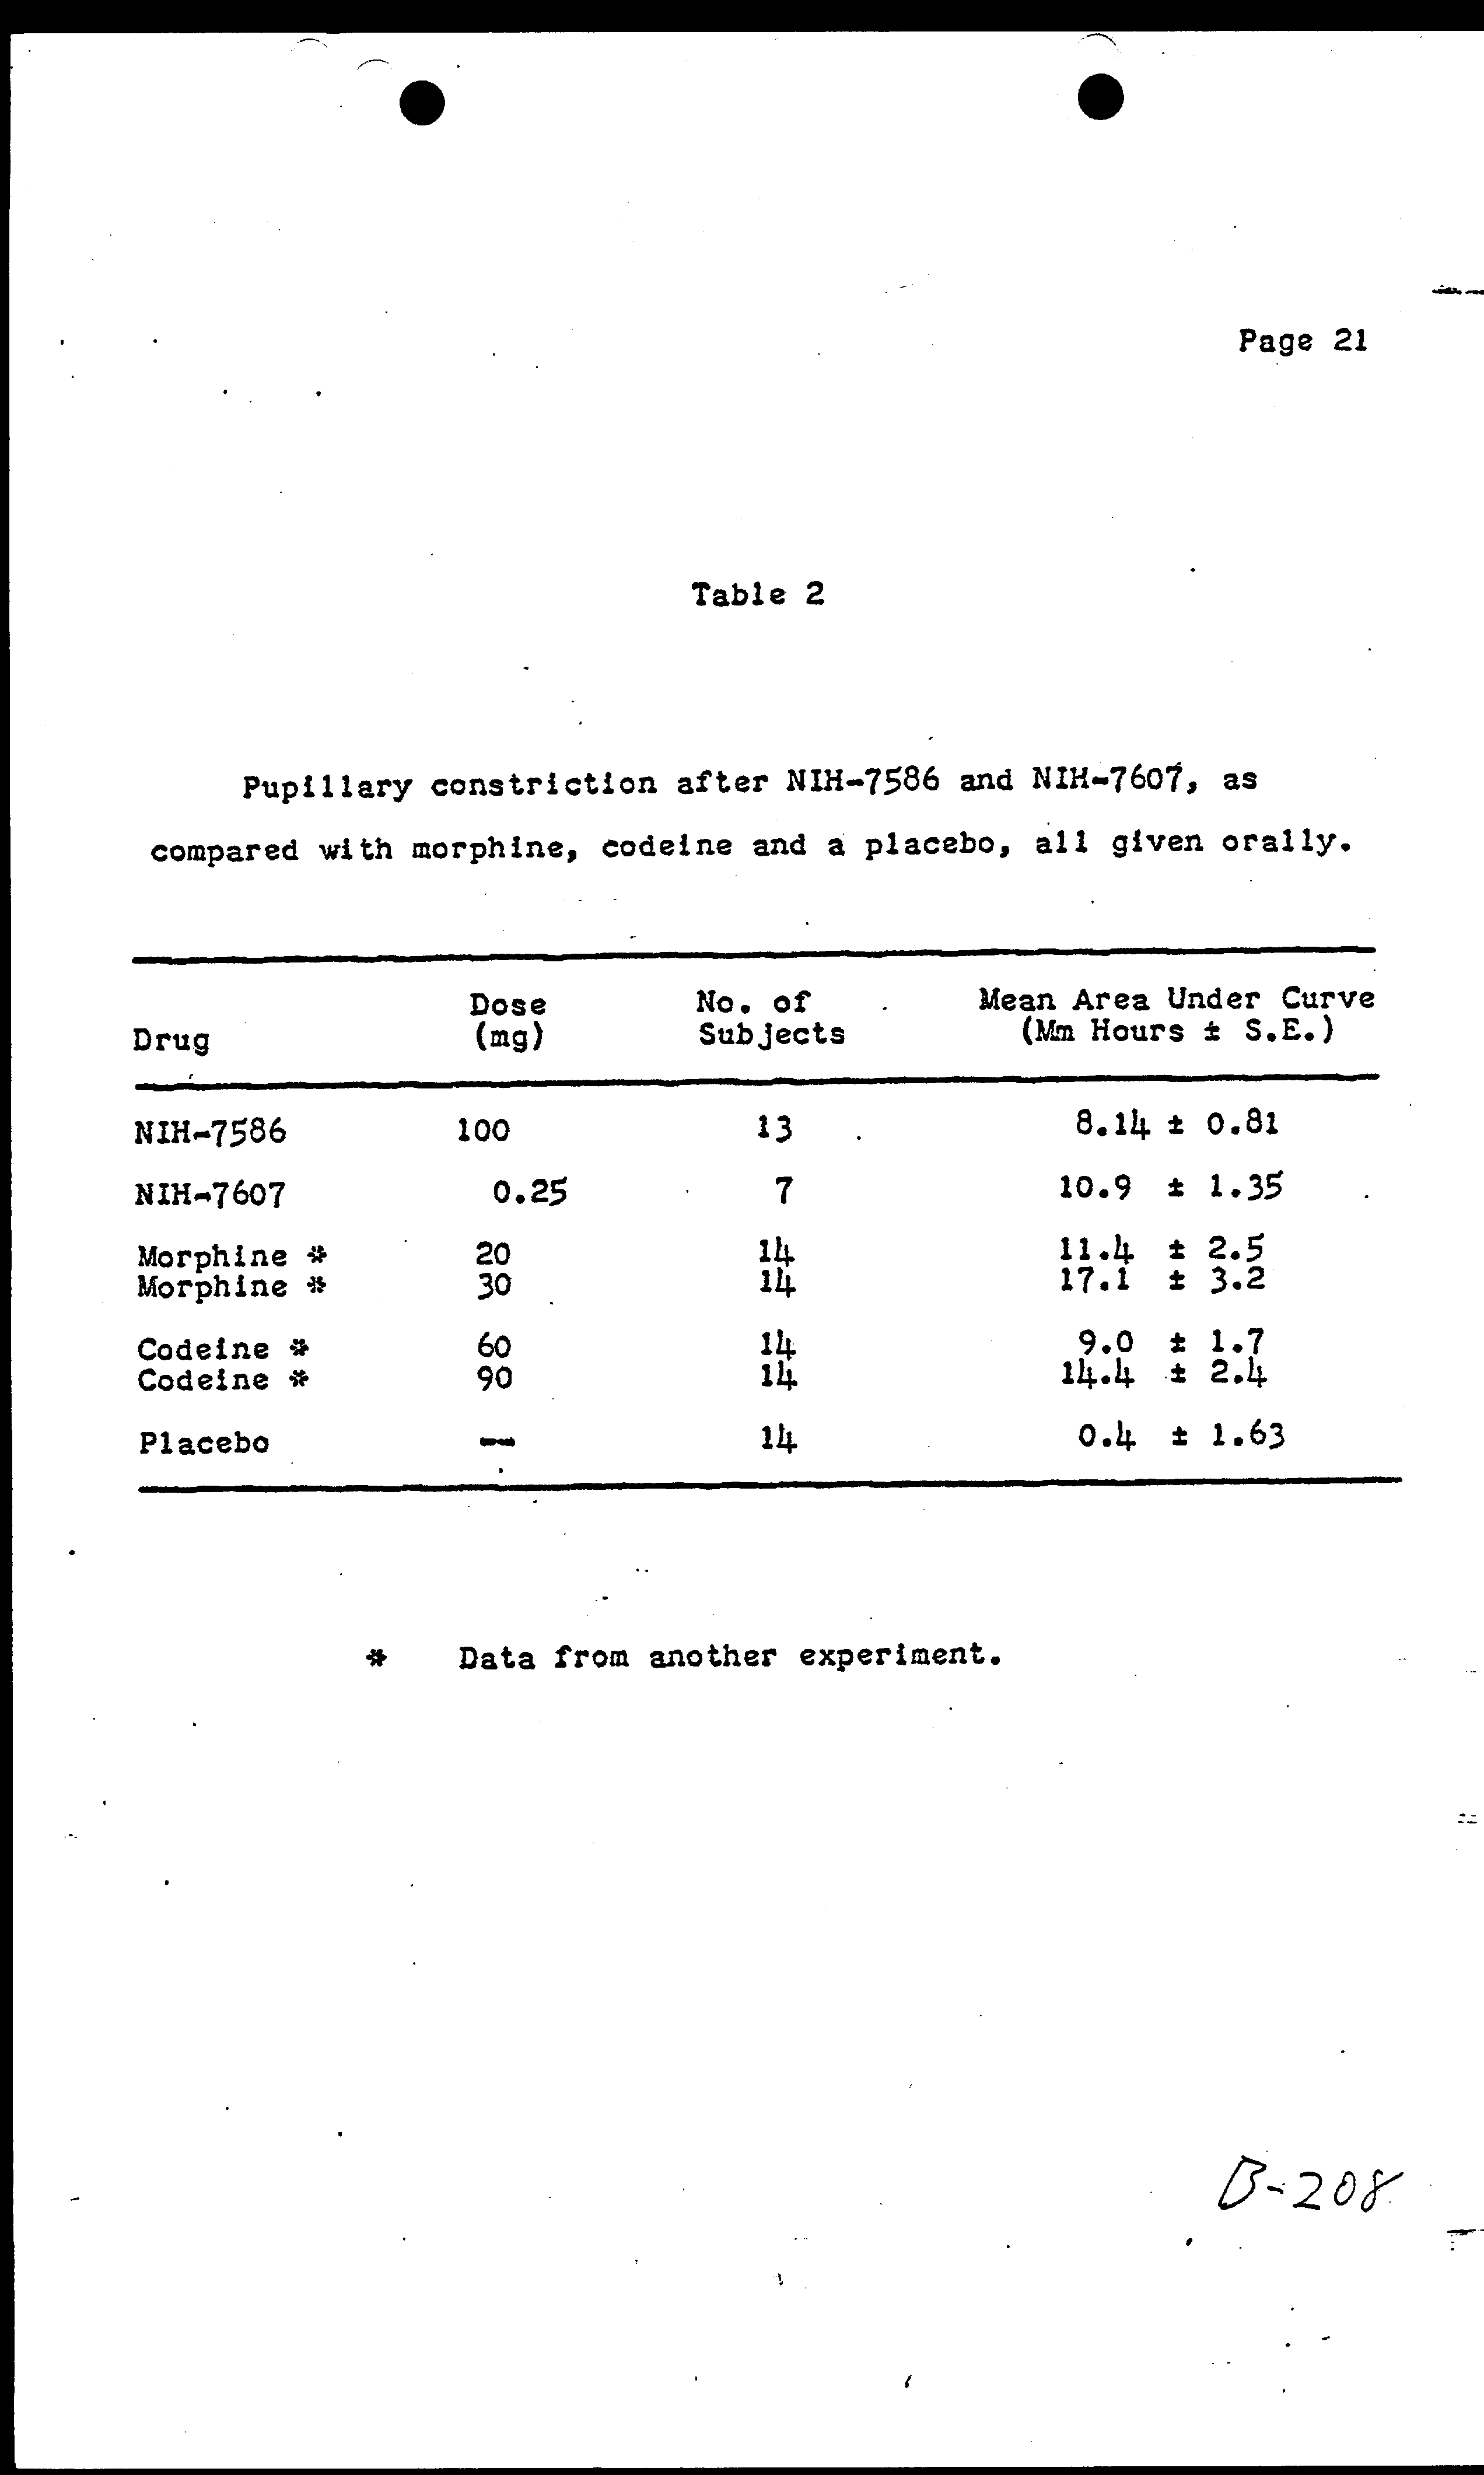 Page 21
Table 2
Pupillary constriction after NIH-7586 and NIH-7607, as
compared with morphine, codeine and a placebo, all given orally.
Drug Dose (mg) No. of Subjects Mean Area Under Curve (Mm Hours ± S.E.)
NIH-7586 100 13 8.14 ± 0.81
NIH-7607 0.25 7 10.9 ± 1.35
Morphine * 20 14 11.4 ± 2.5
Morphine * 30 14 17.1 ± 3.2
Codeine * 60 14 9.0 ± 1.7
Codeine * 90 14 14.4 ± 2.4
Placebo — 14 0.4 ± 1.63
* Data from another experiment.
B-208